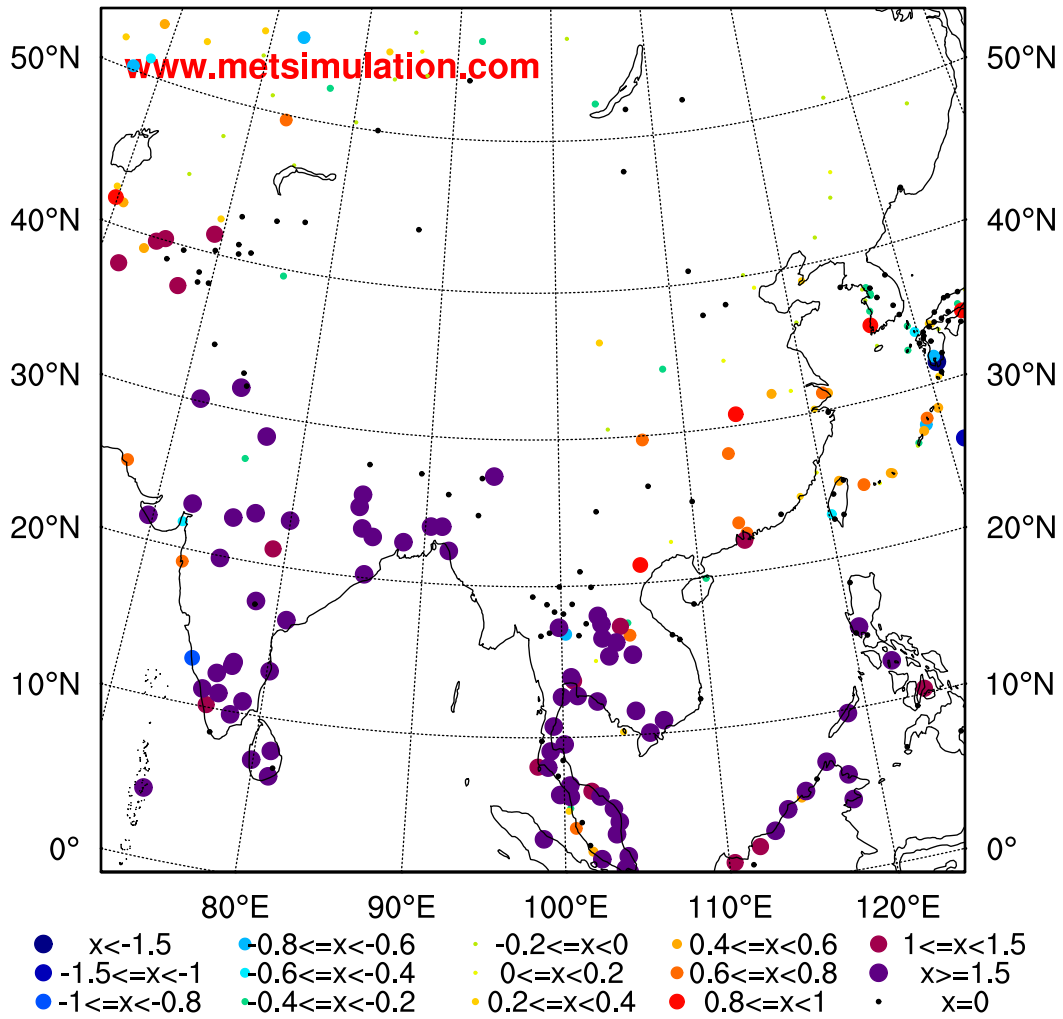 50°N 50°N
www.metsimulation.com
40°N 40°N
30°N 30°N
20°N 20°N
10°N 10°N
0° 0°
80°E 90°E 100°E 110°E 120°E
x<-1.5 -0.8<=x<-0.6 -0.2<=x<0 0.4<=x<0.6 1<=x<1.5
-1.5<=x<-1 -0.6<=x<-0.4 0<=x<0.2 0.6<=x<0.8 x>=1.5
-1<=x<-0.8 -0.4<=x<-0.2 0.2<=x<0.4 0.8<=x<1 x=0